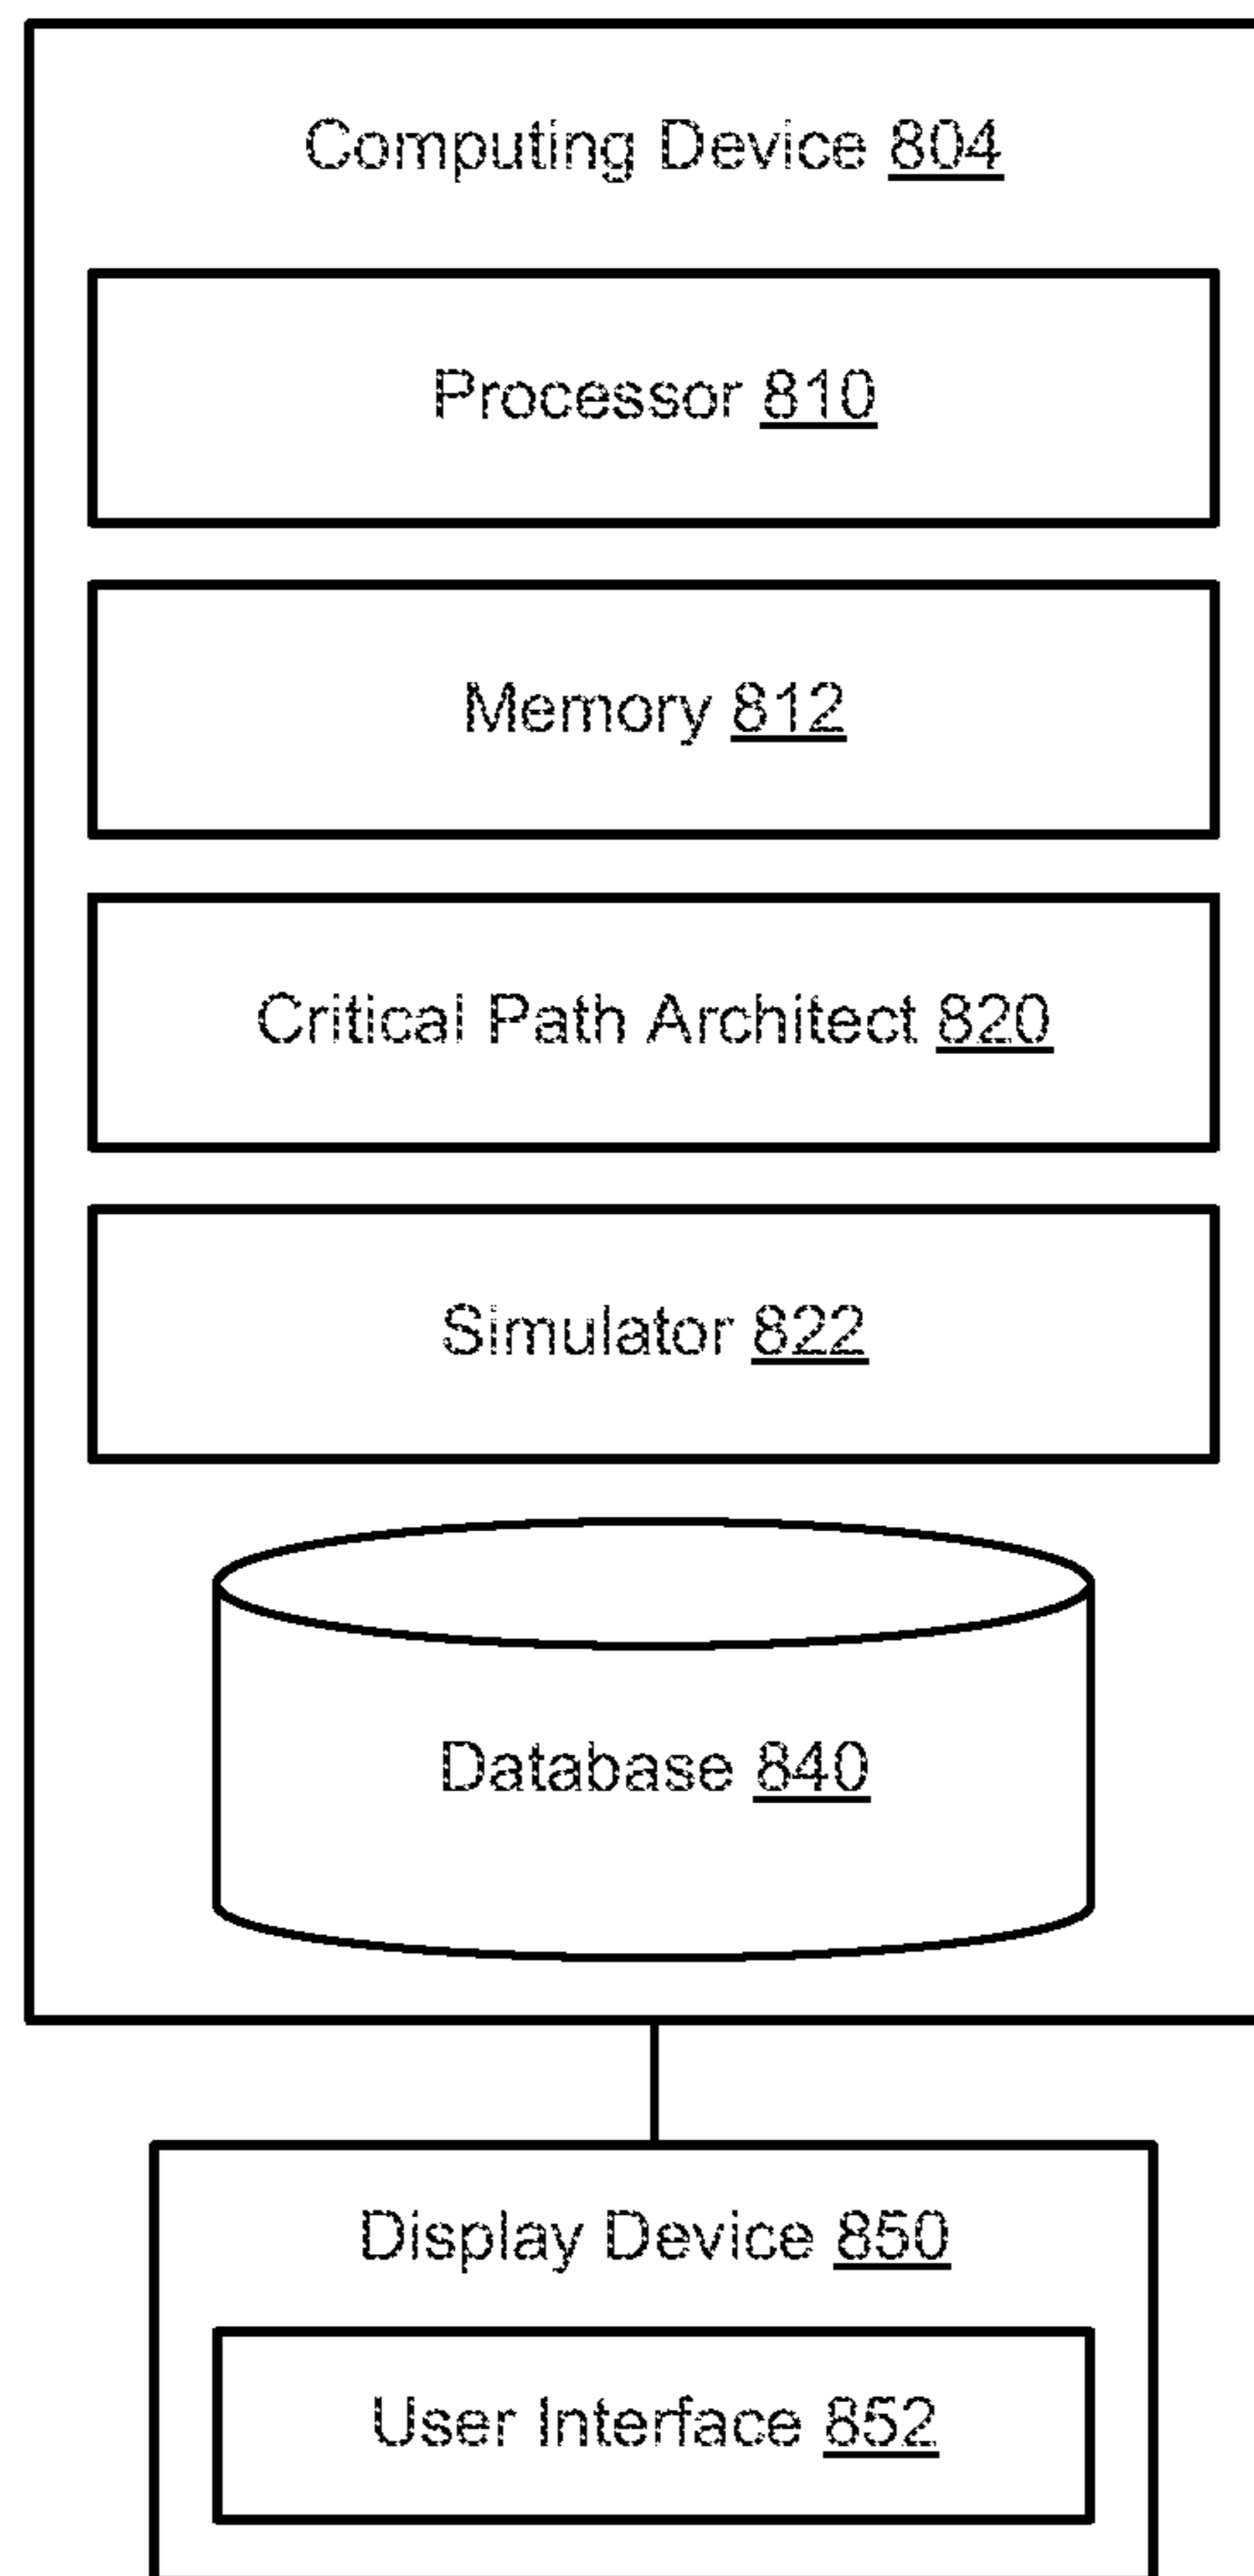 Computing Device 804
Processor 810
Memory 812
Critical Path Architect 820
Simulator 822
Database 840
Display Device 850
User Interface 852